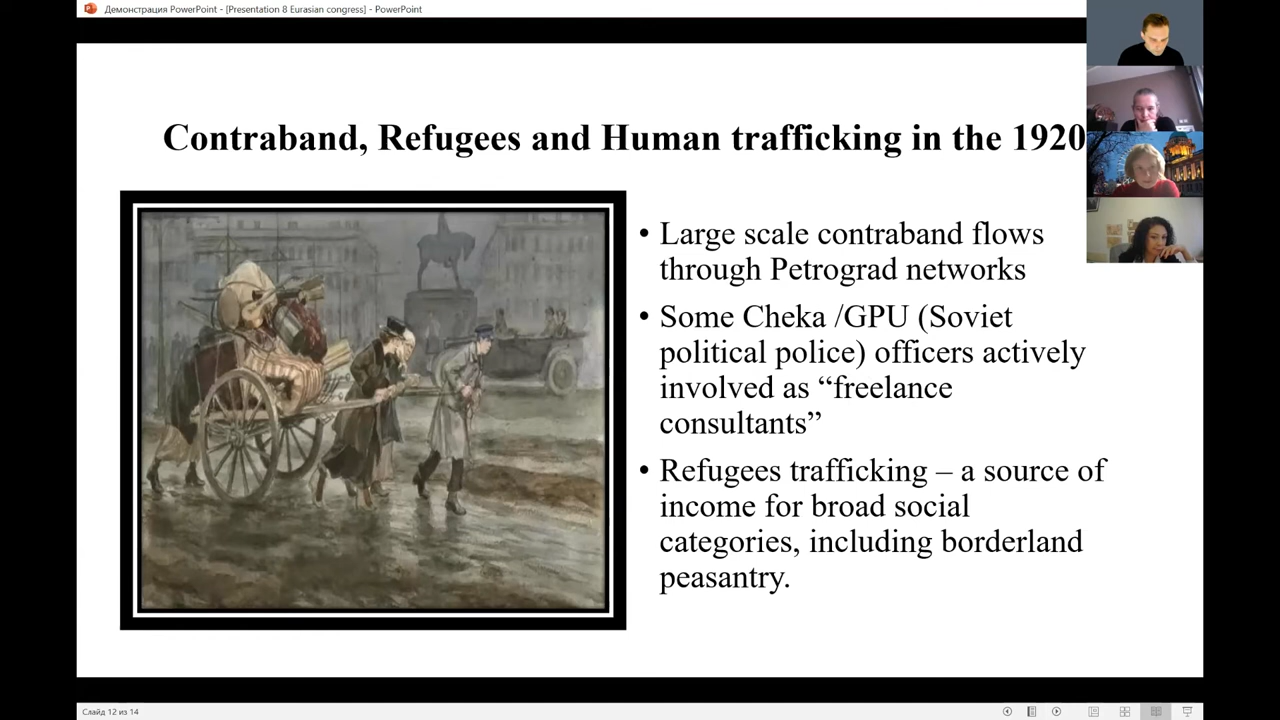 Демонстрация PowerPoint - [Presentation 8 Eurasian congress] - PowerPoint
Contraband, Refugees and Human trafficking in the 1920
• Large scale contraband flows
through Petrograd networks
• Some Cheka /GPU (Soviet
political police) officers actively
involved as “freelance
consultants”
• Refugees trafficking – a source of
income for broad social
categories, including borderland
peasantry.
Слайд 12 из 14